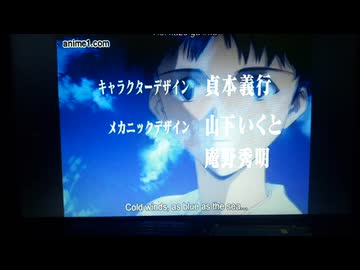 anime1.com
キャラクターデザイン 貞本義行
メカニックデザイン 山下いくと
庵野秀明
Cold winds, as blue as the sea...